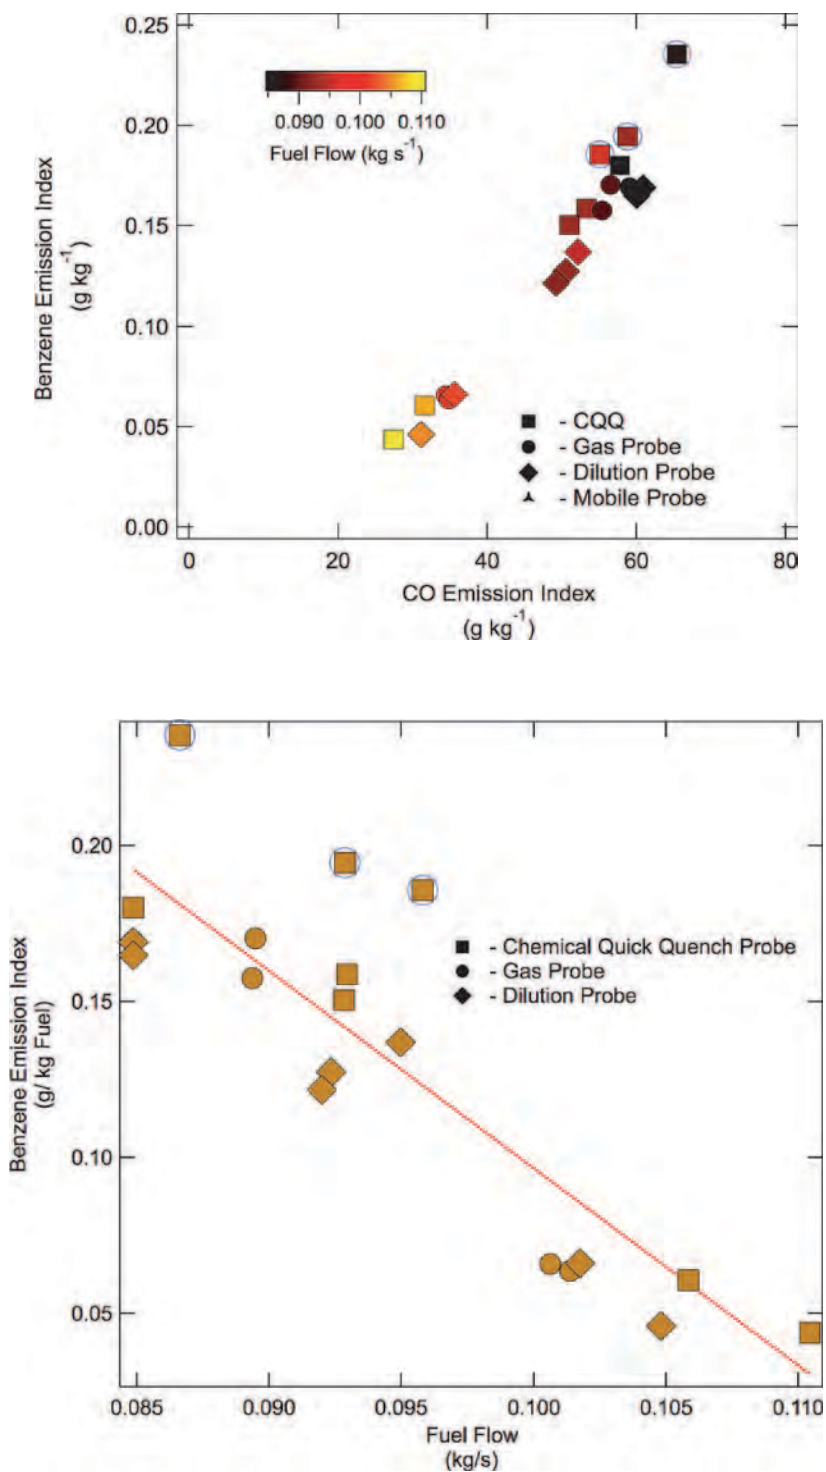 0.25
0.20
0.15
0.10
0.05
0.00
Benzene Emission Index
(g kg⁻¹)
0.090 0.100 0.110
Fuel Flow (kg s⁻¹)
- CQQ
- Gas Probe
- Dilution Probe
- Mobile Probe
0 20 40 60 80
CO Emission Index
(g kg⁻¹)
0.20
0.15
0.10
0.05
Benzene Emission Index
(g/ kg Fuel)
- Chemical Quick Quench Probe
- Gas Probe
- Dilution Probe
0.085 0.090 0.095 0.100 0.105 0.110
Fuel Flow
(kg/s)